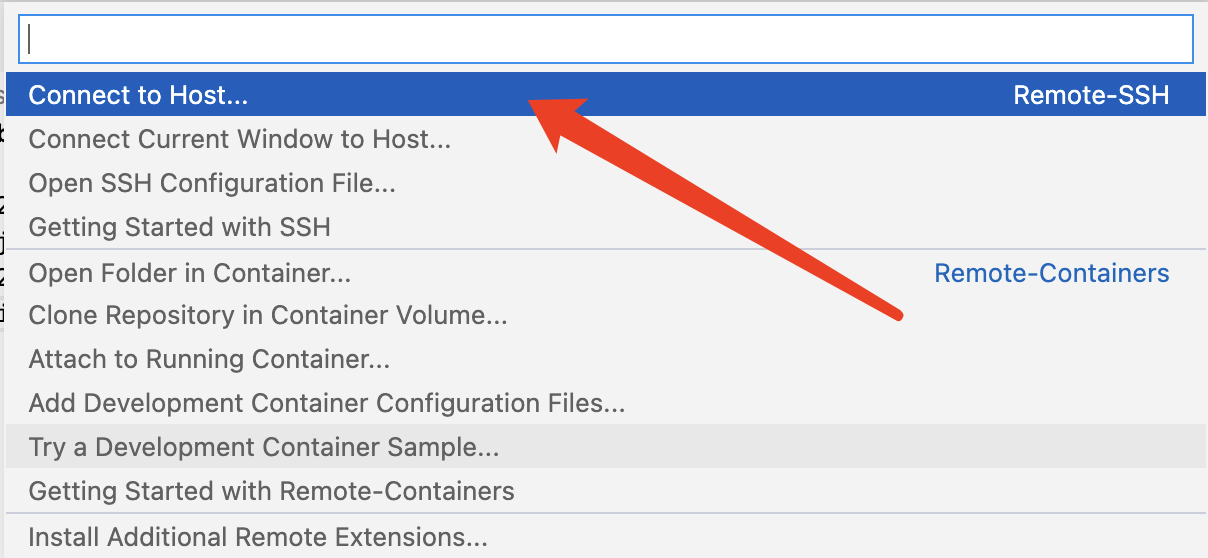 Connect to Host... Remote-SSH
Connect Current Window to Host...
Open SSH Configuration File...
Getting Started with SSH
Open Folder in Container... Remote-Containers
Clone Repository in Container Volume...
Attach to Running Container...
Add Development Container Configuration Files...
Try a Development Container Sample...
Getting Started with Remote-Containers
Install Additional Remote Extensions...